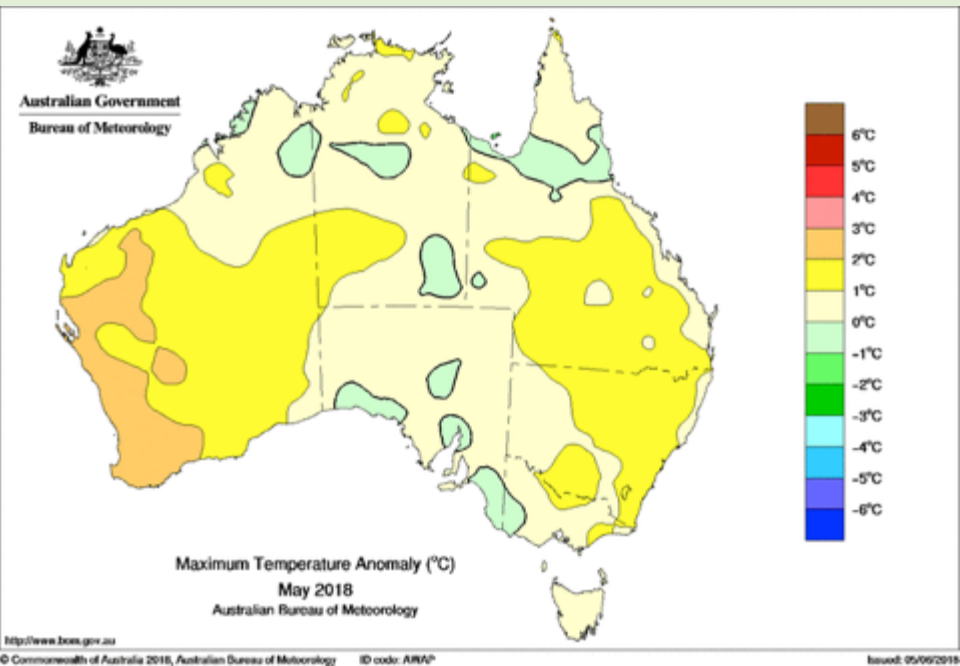 Australian Government
Bureau of Meteorology
6°C
5°C
4°C
3°C
2°C
1°C
0°C
-1°C
-2°C
-3°C
-4°C
-5°C
-6°C
Maximum Temperature Anomaly (°C)
May 2018
Australian Bureau of Meteorology
http://www.bom.gov.au
© Commonwealth of Australia 2018, Australian Bureau of Meteorology ID code: AWAP Issued: 05/06/2018